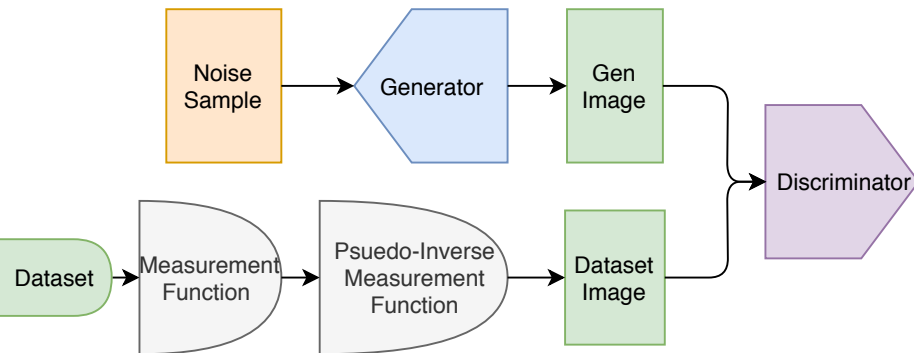 Noise
Sample
Generator
Gen
Image
Discriminator
Dataset
Measurement
Function
Psuedo-Inverse
Measurement
Function
Dataset
Image